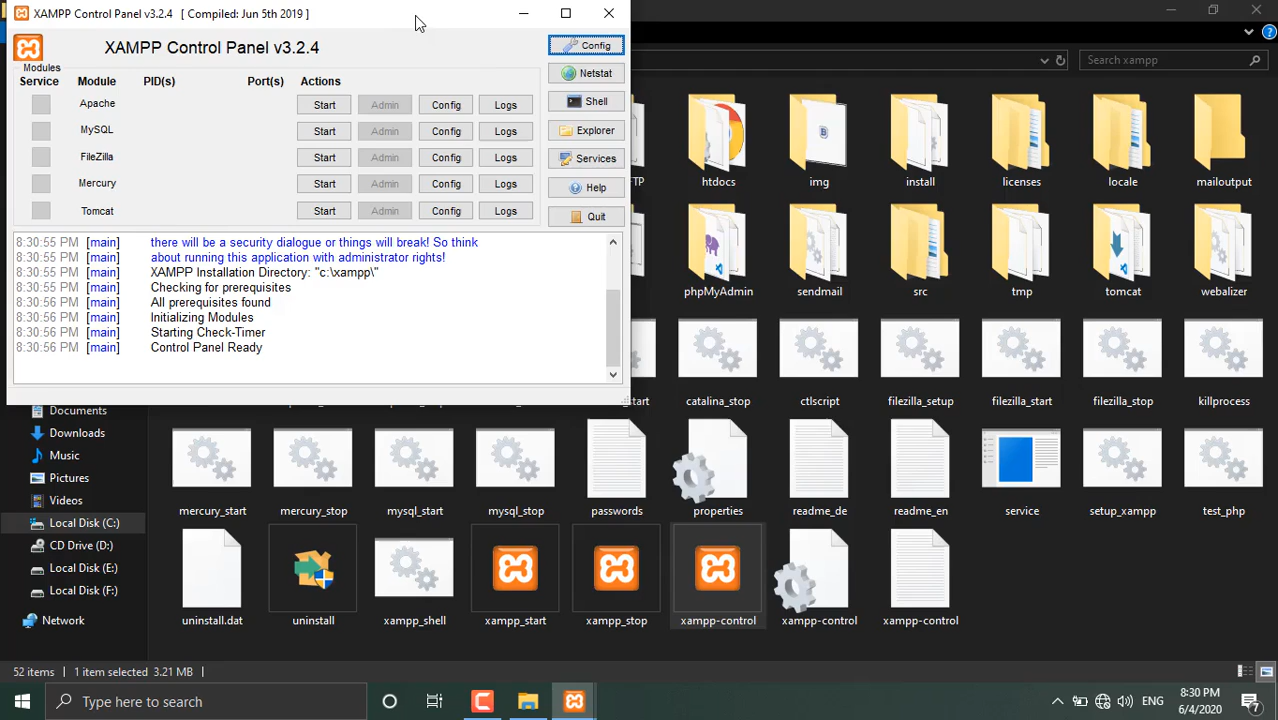 XAMPP Control Panel v3.2.4 [ Compiled: Jun 5th 2019 ]
XAMPP Control Panel v3.2.4
Config
Modules
Service Module PID(s) Port(s) Actions
Netstat
Apache Start Admin Config Logs
Shell
MySQL Start Admin Config Logs
Explorer
FileZilla Start Admin Config Logs
Services
Mercury Start Admin Config Logs
Help
Tomcat Start Admin Config Logs
Quit
8:30:55 PM [main] there will be a security dialogue or things will break! So think
8:30:55 PM [main] about running this application with administrator rights!
8:30:55 PM [main] XAMPP Installation Directory: "c:\xampp\"
8:30:55 PM [main] Checking for prerequisites
8:30:56 PM [main] All prerequisites found
8:30:56 PM [main] Initializing Modules
8:30:56 PM [main] Starting Check-Timer
8:30:56 PM [main] Control Panel Ready
Search xampp
htdocs img install licenses locale mailoutput
phpMyAdmin sendmail src tmp tomcat webalizer
catalina_stop ctlscript filezilla_setup filezilla_start filezilla_stop killprocess
Documents
Downloads
Music
Pictures
Videos
Local Disk (C:)
CD Drive (D:)
Local Disk (E:)
Local Disk (F:)
Network
mercury_start mercury_stop mysql_start mysql_stop passwords properties readme_de readme_en service setup_xampp test_php
uninstall.dat uninstall xampp_shell xampp_start xampp_stop xampp-control xampp-control xampp-control
52 items 1 item selected 3.21 MB
Type here to search
ENG
8:30 PM
6/4/2020
7